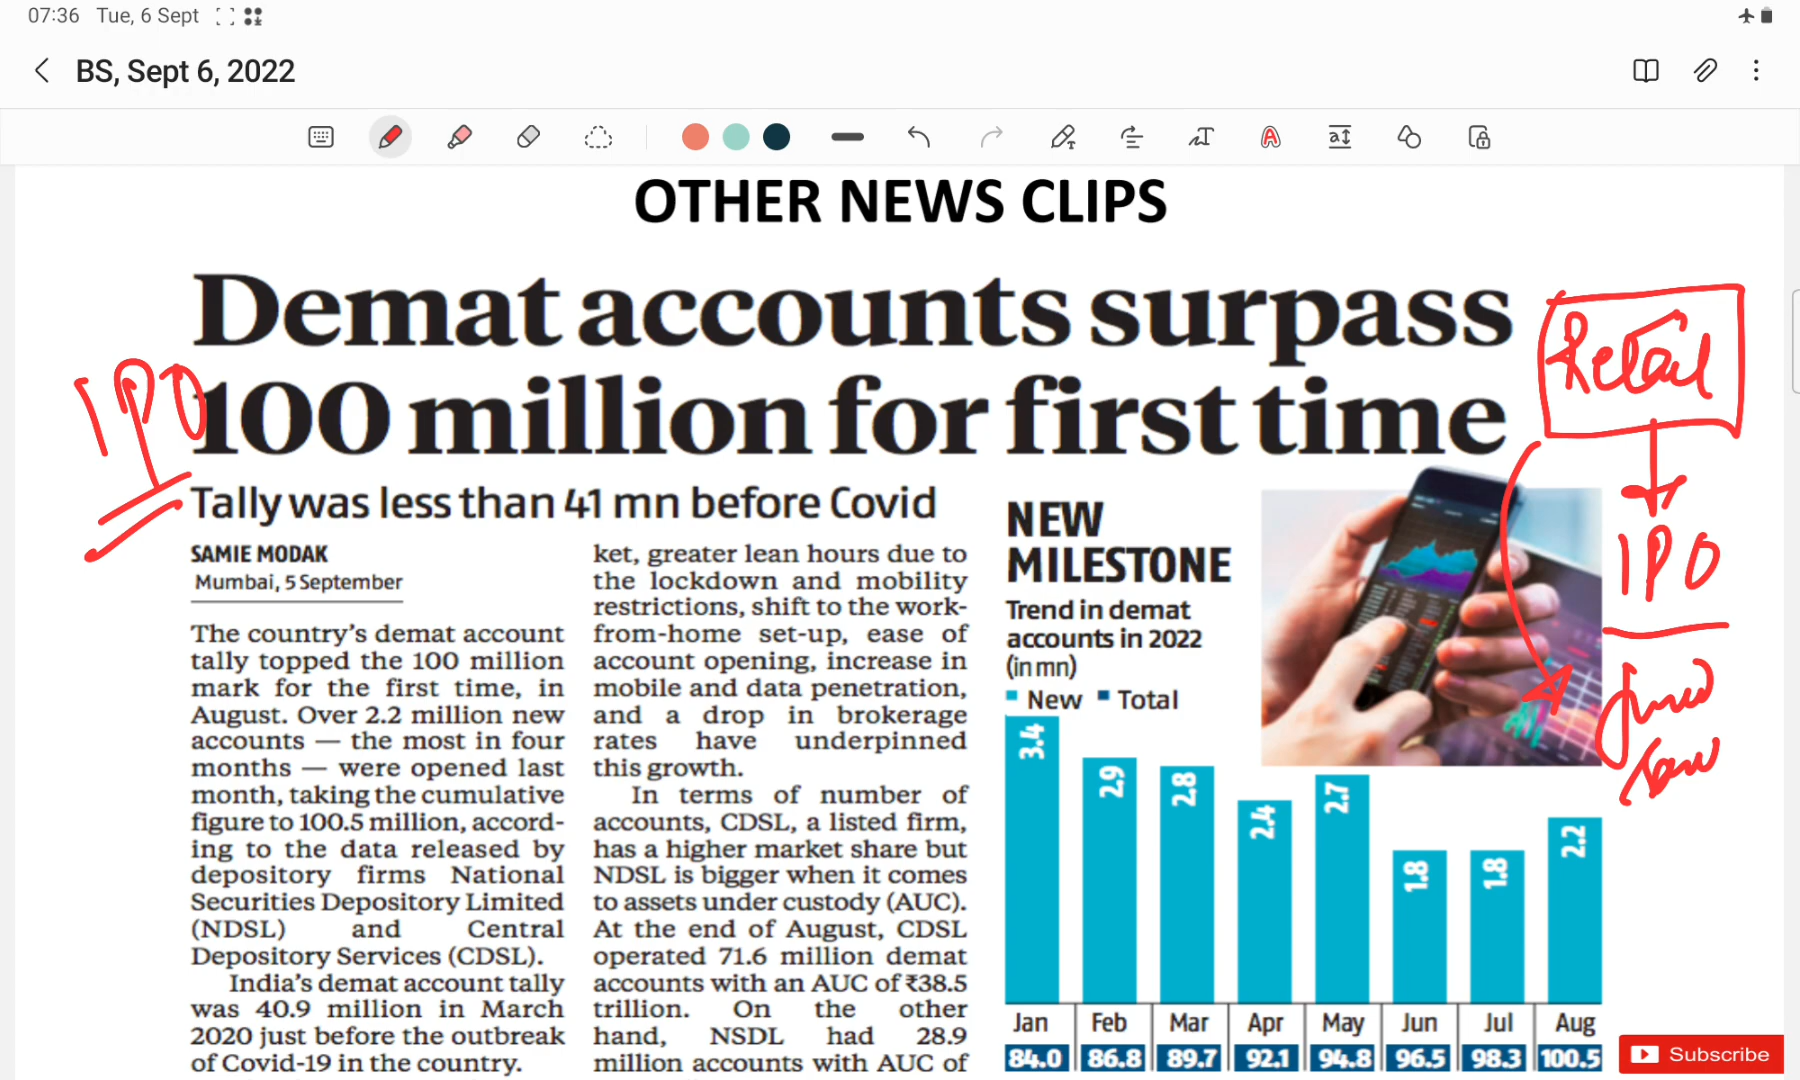 07:36 Tue, 6 Sept
BS, Sept 6, 2022
OTHER NEWS CLIPS
Demat accounts surpass
100 million for first time
IPO
Retail
IPO
Tally was less than 41 mn before Covid
SAMIE MODAK
Mumbai, 5 September
The country's demat account
tally topped the 100 million
mark for the first time, in
August. Over 2.2 million new
accounts — the most in four
months — were opened last
month, taking the cumulative
figure to 100.5 million, accord-
ing to the data released by
depository firms National
Securities Depository Limited
(NDSL) and Central
Depository Services (CDSL).
India's demat account tally
was 40.9 million in March
2020 just before the outbreak
of Covid-19 in the country.
ket, greater lean hours due to
the lockdown and mobility
restrictions, shift to the work-
from-home set-up, ease of
account opening, increase in
mobile and data penetration,
and a drop in brokerage
rates have underpinned
this growth.
In terms of number of
accounts, CDSL, a listed firm,
has a higher market share but
NDSL is bigger when it comes
to assets under custody (AUC).
At the end of August, CDSL
operated 71.6 million demat
accounts with an AUC of ₹38.5
trillion. On the other
hand, NSDL had 28.9
million accounts with AUC of
NEW
MILESTONE
Trend in demat
accounts in 2022
(in mn)
New Total
3.4 2.9 2.8 2.4 2.7 1.8 1.8 2.2
Jan Feb Mar Apr May Jun Jul Aug
84.0 86.8 89.7 92.1 94.8 96.5 98.3 100.5
Subscribe